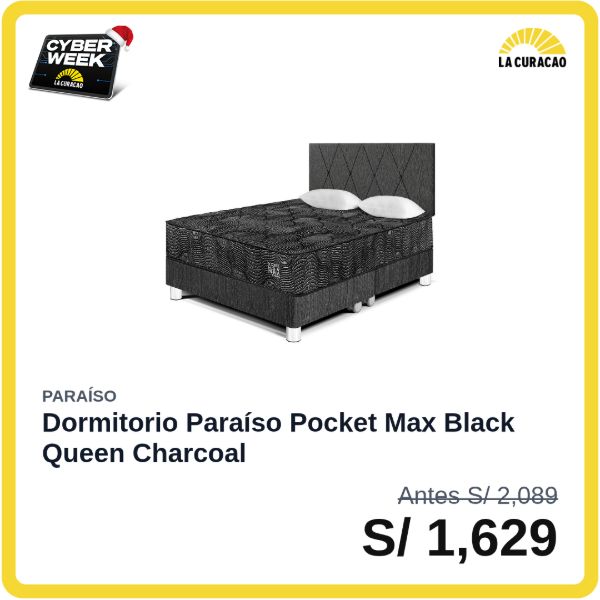 CYBER
WEEK
LA CURACAO
LA CURACAO
PARAÍSO
Dormitorio Paraíso Pocket Max Black
Queen Charcoal
Antes S/ 2,089
S/ 1,629